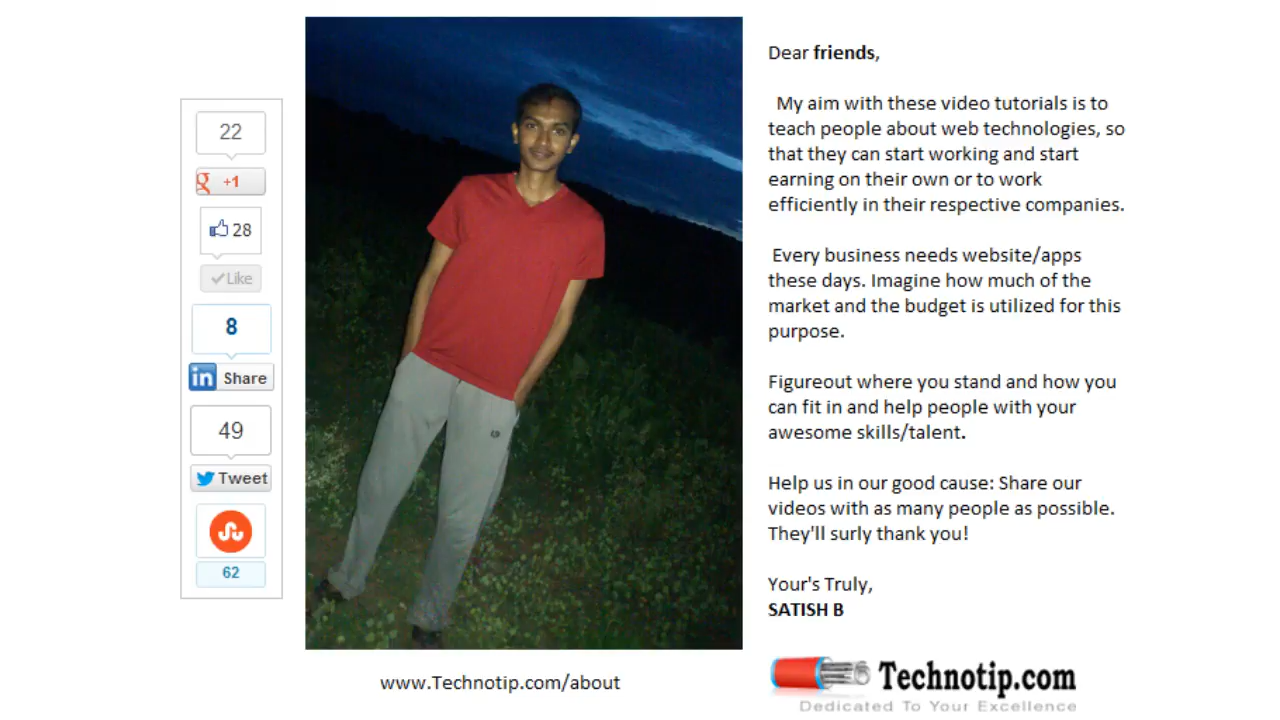 22
+1
28
Like
8
in Share
49
Tweet
62
www.Technotip.com/about
Dear friends,
My aim with these video tutorials is to
teach people about web technologies, so
that they can start working and start
earning on their own or to work
efficiently in their respective companies.
Every business needs website/apps
these days. Imagine how much of the
market and the budget is utilized for this
purpose.
Figureout where you stand and how you
can fit in and help people with your
awesome skills/talent.
Help us in our good cause: Share our
videos with as many people as possible.
They'll surly thank you!
Your's Truly,
SATISH B
Technotip.com
Dedicated To Your Excellence